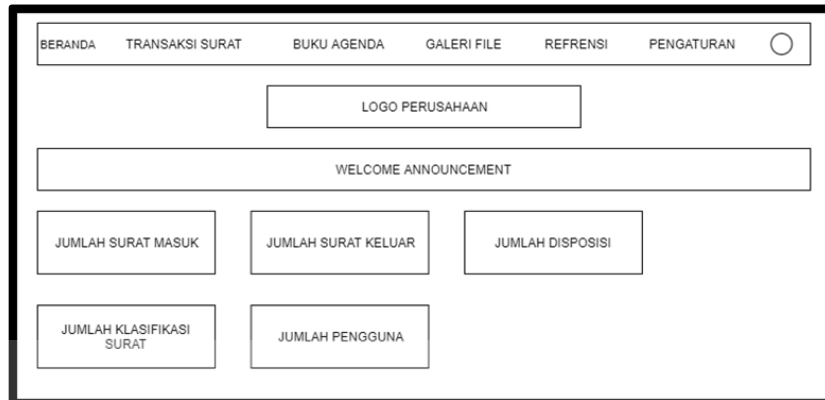 BERANDA TRANSAKSI SURAT BUKU AGENDA GALERI FILE REFRENSI PENGATURAN
LOGO PERUSAHAAN
WELCOME ANNOUNCEMENT
JUMLAH SURAT MASUK JUMLAH SURAT KELUAR JUMLAH DISPOSISI
JUMLAH KLASIFIKASI
SURAT
JUMLAH PENGGUNA